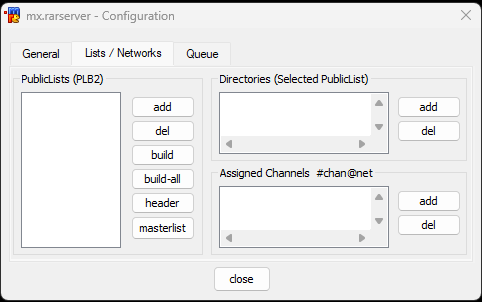 mx.rarserver - Configuration
General
Lists / Networks
Queue
PublicLists (PLB2)
add
del
build
build-all
header
masterlist
Directories (Selected PublicList)
add
del
Assigned Channels #chan@net
add
del
close